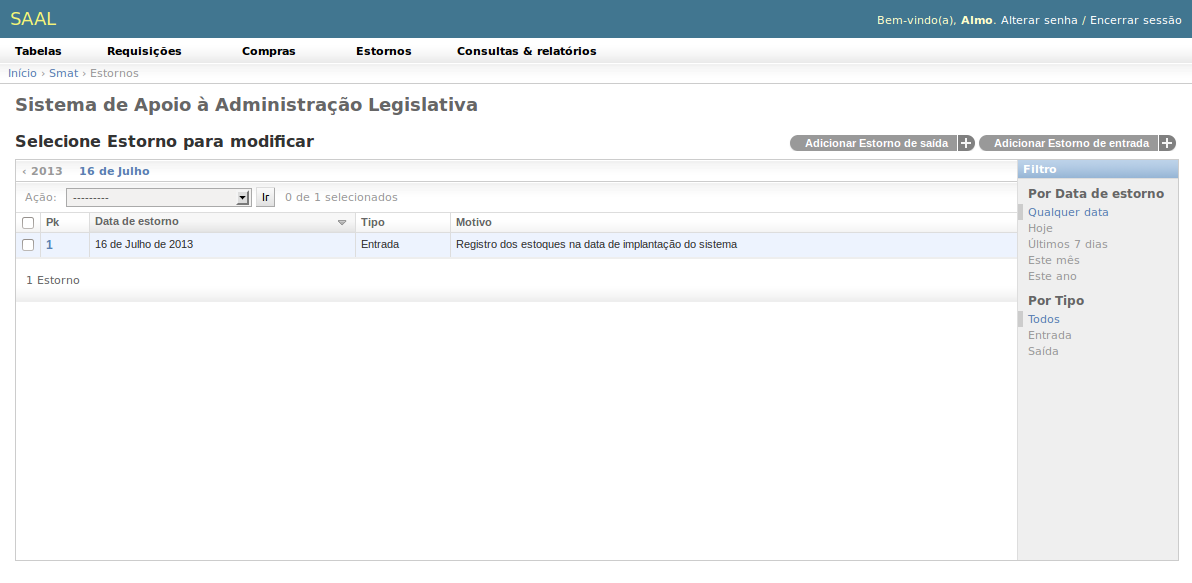 SAAL
Bem-vindo(a), Almo. Alterar senha / Encerrar sessão
Tabelas Requisições Compras Estornos Consultas & relatórios
Início › Smat › Estornos
Sistema de Apoio à Administração Legislativa
Selecione Estorno para modificar
Adicionar Estorno de saída + Adicionar Estorno de entrada +
‹ 2013 16 de Julho
Ação: --------- Ir 0 de 1 selecionados
Pk Data de estorno Tipo Motivo
1 16 de Julho de 2013 Entrada Registro dos estoques na data de implantação do sistema
1 Estorno
Filtro
Por Data de estorno
Qualquer data
Hoje
Últimos 7 dias
Este mês
Este ano
Por Tipo
Todos
Entrada
Saída